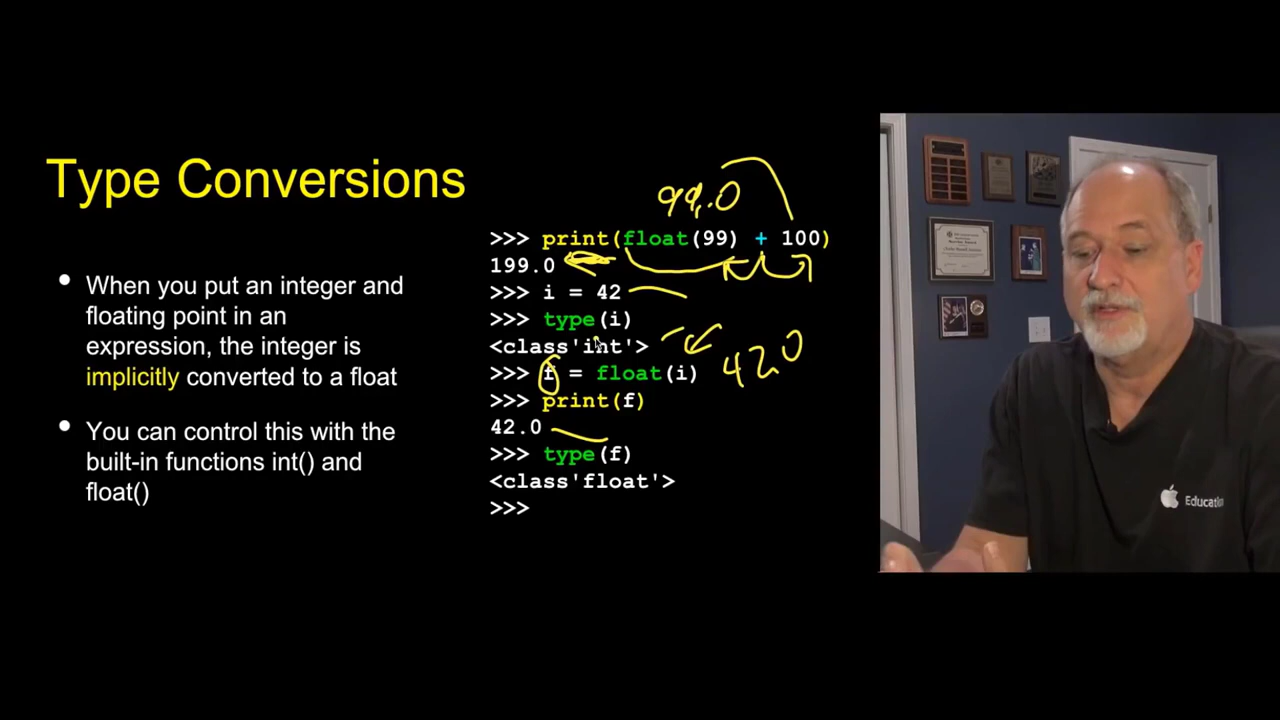 Type Conversions
• When you put an integer and
floating point in an
expression, the integer is
implicitly converted to a float
• You can control this with the
built-in functions int() and
float()
99.0
>>> print(float(99) + 100)
199.0
>>> i = 42
>>> type(i)
<class'int'>
>>> f = float(i)
42.0
>>> print(f)
42.0
>>> type(f)
<class'float'>
>>>
Education